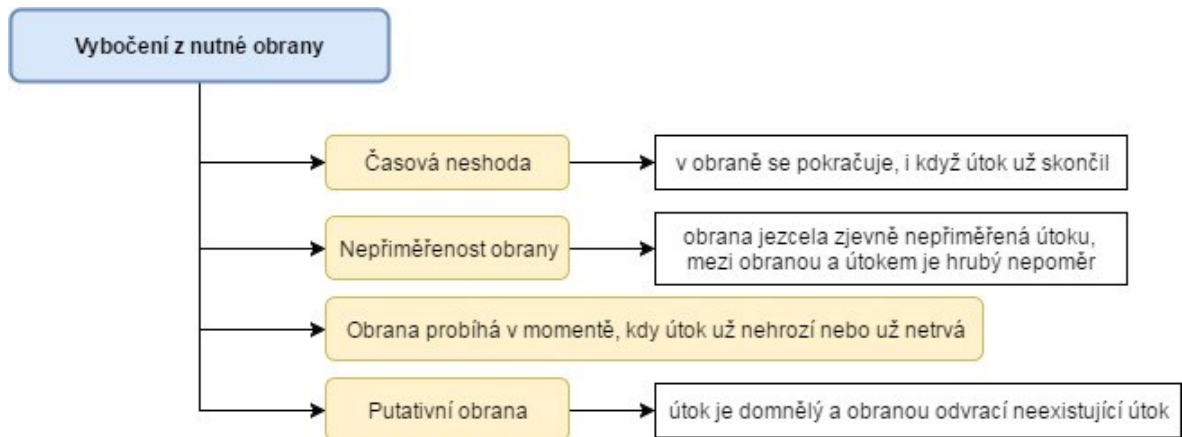 Vybočení z nutné obrany
Časová neshoda
v obraně se pokračuje, i když útok už skončil
Nepřiměřenost obrany
obrana jezcela zjevně nepřiměřená útoku,
mezi obranou a útokem je hrubý nepoměr
Obrana probíhá v momentě, kdy útok už nehrozí nebo už netrvá
Putativní obrana
útok je domnělý a obranou odvrací neexistující útok